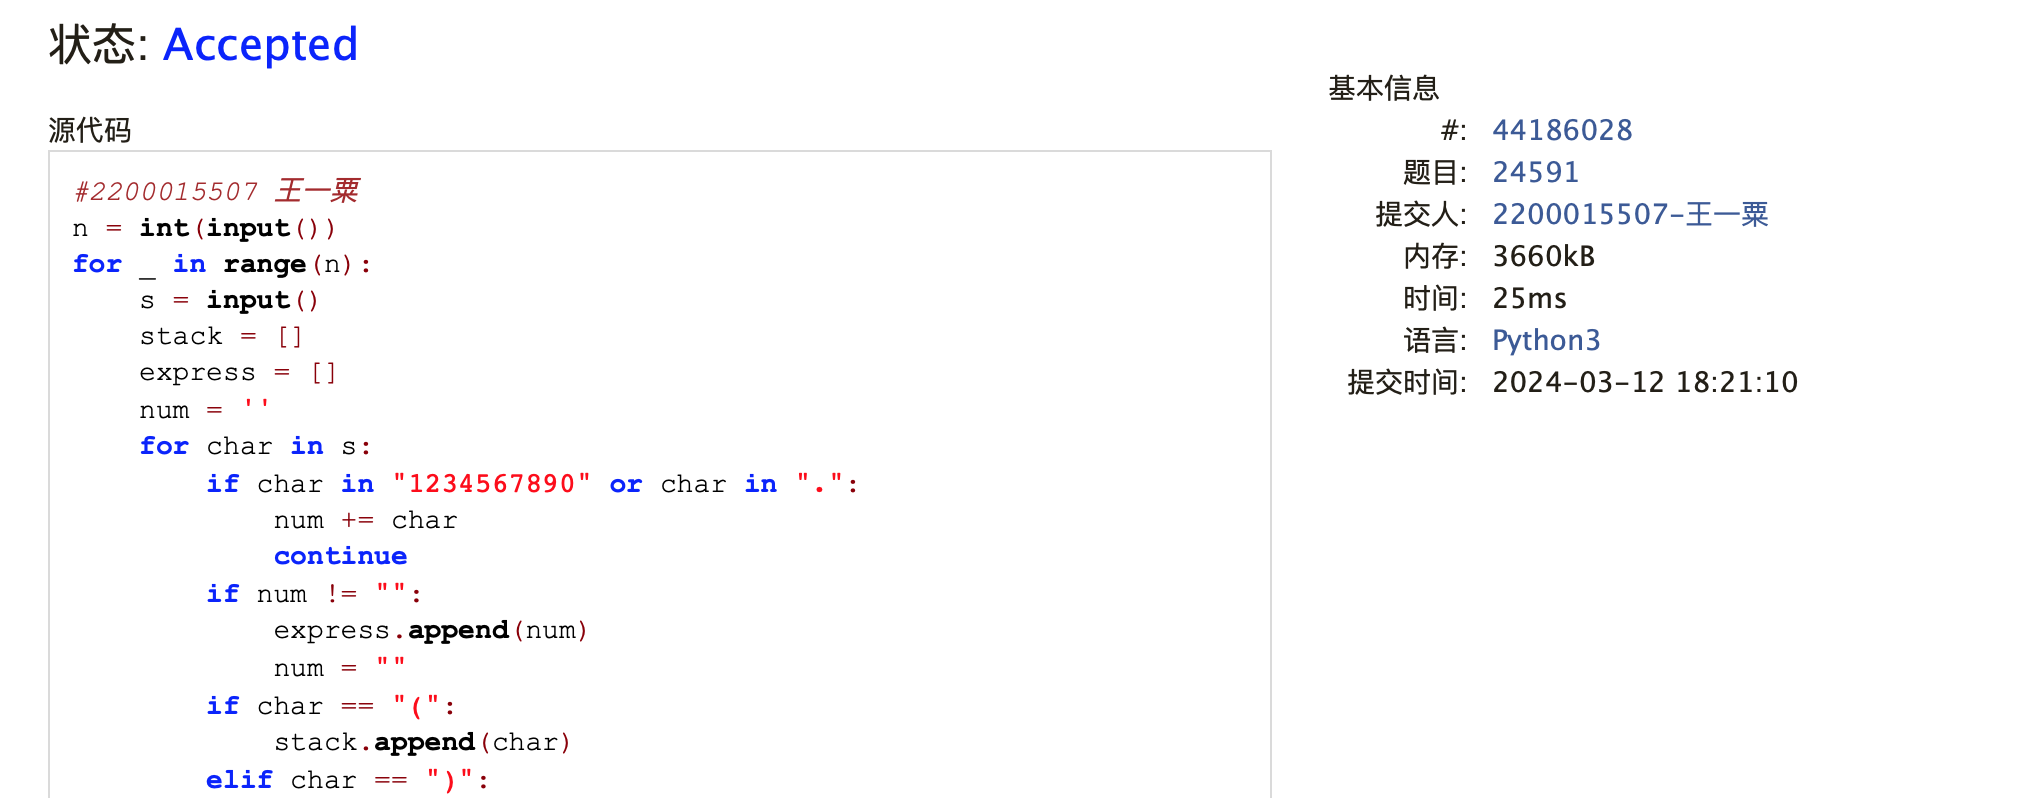 状态: Accepted
源代码
#2200015507 王一粟
n = int(input())
for _ in range(n):
    s = input()
    stack = []
    express = []
    num = ''
    for char in s:
        if char in "1234567890" or char in ".":
            num += char
            continue
        if num != "":
            express.append(num)
            num = ""
        if char == "(":
            stack.append(char)
        elif char == ")":
基本信息
#: 44186028
题目: 24591
提交人: 2200015507-王一粟
内存: 3660kB
时间: 25ms
语言: Python3
提交时间: 2024-03-12 18:21:10